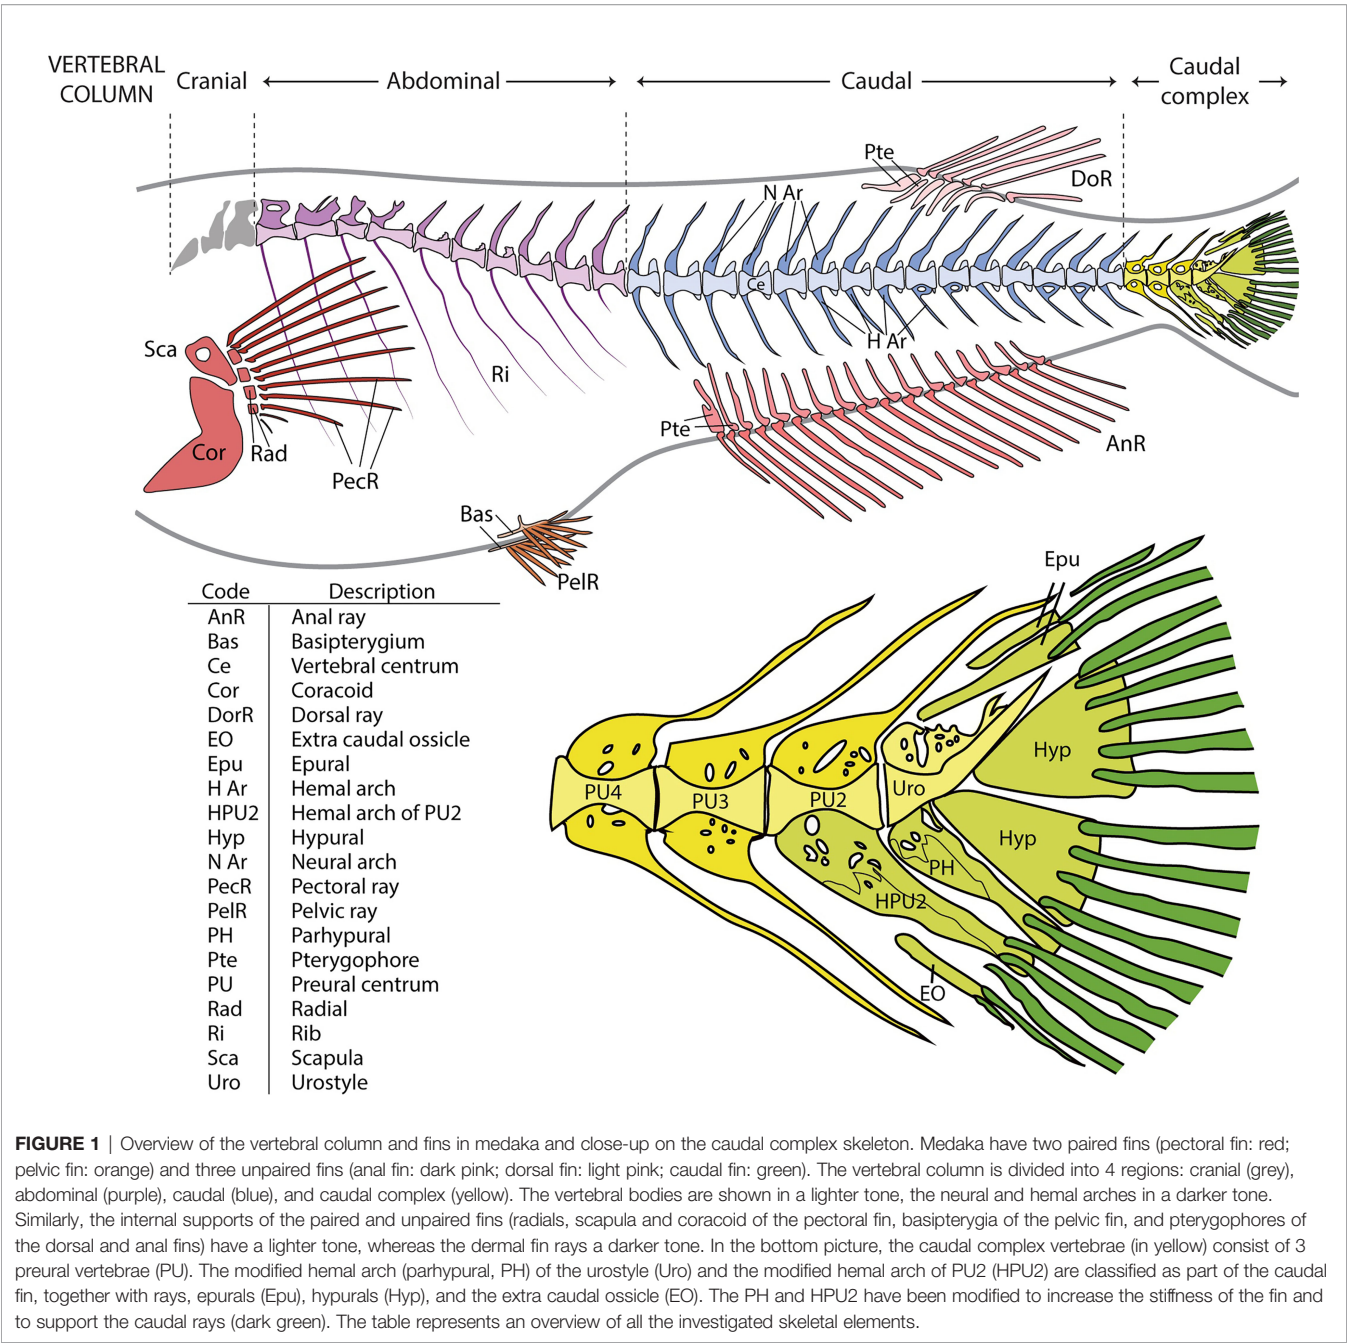 VERTEBRAL
COLUMN
Cranial
Abdominal
Caudal
Caudal
complex
Pte
DoR
N Ar
Ce
H Ar
Sca
Ri
Cor
Rad
PecR
Pte
AnR
Bas
PelR
Code Description
AnR Anal ray
Bas Basipterygium
Ce Vertebral centrum
Cor Coracoid
DorR Dorsal ray
EO Extra caudal ossicle
Epu Epural
H Ar Hemal arch
HPU2 Hemal arch of PU2
Hyp Hypural
N Ar Neural arch
PecR Pectoral ray
PelR Pelvic ray
PH Parhypural
Pte Pterygophore
PU Preural centrum
Rad Radial
Ri Rib
Sca Scapula
Uro Urostyle
Epu
Hyp
PU4
PU3
PU2
Uro
Hyp
PH
HPU2
EO
FIGURE 1 | Overview of the vertebral column and fins in medaka and close-up on the caudal complex skeleton. Medaka have two paired fins (pectoral fin: red;
pelvic fin: orange) and three unpaired fins (anal fin: dark pink; dorsal fin: light pink; caudal fin: green). The vertebral column is divided into 4 regions: cranial (grey),
abdominal (purple), caudal (blue), and caudal complex (yellow). The vertebral bodies are shown in a lighter tone, the neural and hemal arches in a darker tone.
Similarly, the internal supports of the paired and unpaired fins (radials, scapula and coracoid of the pectoral fin, basipterygia of the pelvic fin, and pterygophores of
the dorsal and anal fins) have a lighter tone, whereas the dermal fin rays a darker tone. In the bottom picture, the caudal complex vertebrae (in yellow) consist of 3
preural vertebrae (PU). The modified hemal arch (parhypural, PH) of the urostyle (Uro) and the modified hemal arch of PU2 (HPU2) are classified as part of the caudal
fin, together with rays, epurals (Epu), hypurals (Hyp), and the extra caudal ossicle (EO). The PH and HPU2 have been modified to increase the stiffness of the fin and
to support the caudal rays (dark green). The table represents an overview of all the investigated skeletal elements.